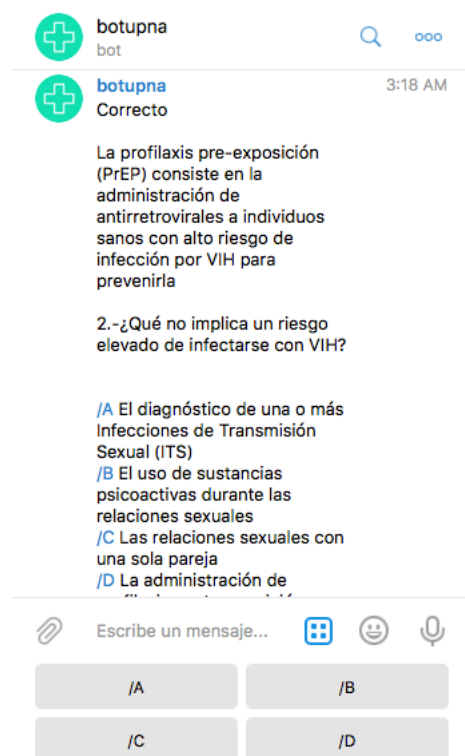 botupna
bot
botupna 3:18 AM
Correcto
La profilaxis pre-exposición
(PrEP) consiste en la
administración de
antirretrovirales a individuos
sanos con alto riesgo de
infección por VIH para
prevenirla
2.-¿Qué no implica un riesgo
elevado de infectarse con VIH?
/A El diagnóstico de una o más
Infecciones de Transmisión
Sexual (ITS)
/B El uso de sustancias
psicoactivas durante las
relaciones sexuales
/C Las relaciones sexuales con
una sola pareja
/D La administración de
Escribe un mensaje...
/A /B
/C /D